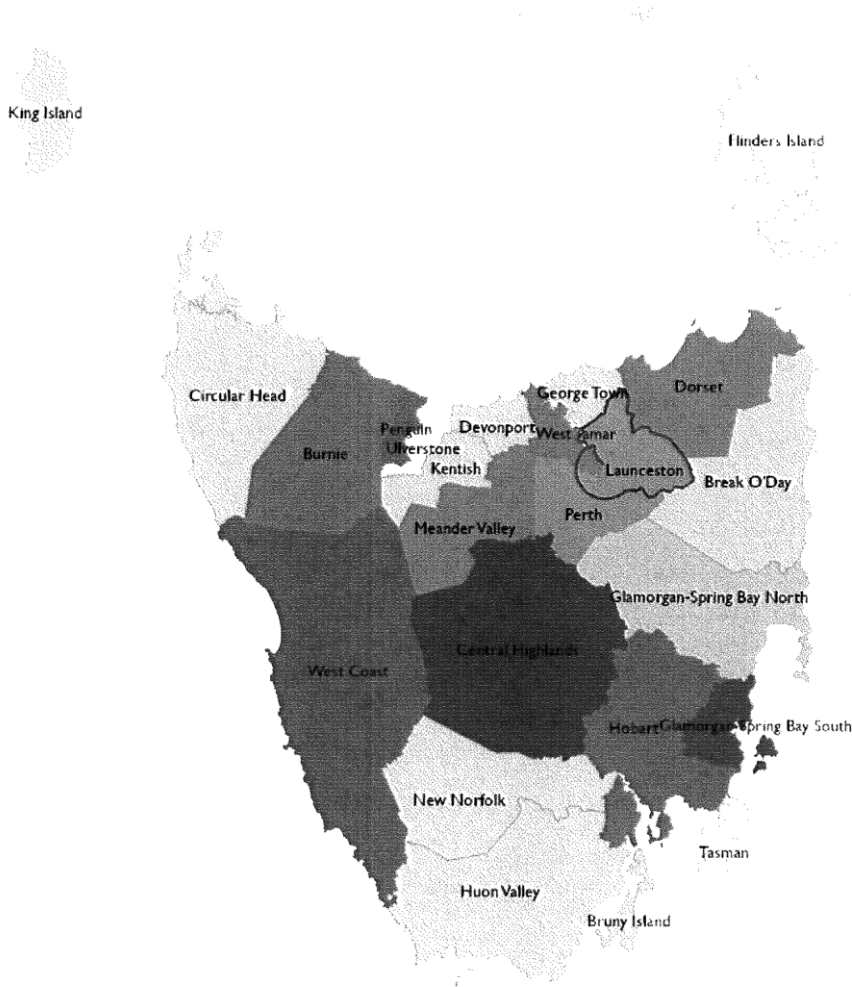 King Island
Flinders Island
Circular Head
George Town
Dorset
Penguin
Devonport
West Tamar
Burnie
Ulverstone
Kentish
Launceston
Break O'Day
Perth
Meander Valley
Glamorgan-Spring Bay North
Central Highlands
West Coast
Hobart
Glamorgan-Spring Bay South
New Norfolk
Tasman
Huon Valley
Bruny Island